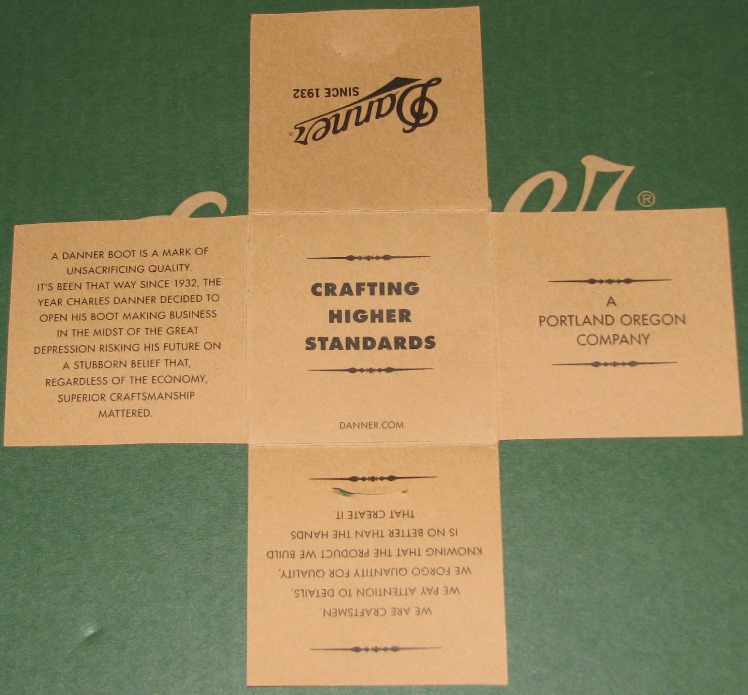 Danner
SINCE 1932
®
A DANNER BOOT IS A MARK OF
UNSACRIFICING QUALITY.
IT'S BEEN THAT WAY SINCE 1932, THE
YEAR CHARLES DANNER DECIDED TO
OPEN HIS BOOT MAKING BUSINESS
IN THE MIDST OF THE GREAT
DEPRESSION RISKING HIS FUTURE ON
A STUBBORN BELIEF THAT,
REGARDLESS OF THE ECONOMY,
SUPERIOR CRAFTSMANSHIP
MATTERED.
CRAFTING
HIGHER
STANDARDS
DANNER.COM
A
PORTLAND OREGON
COMPANY
WE ARE CRAFTSMEN.
WE PAY ATTENTION TO DETAILS.
WE FORGO QUANTITY FOR QUALITY,
KNOWING THAT THE PRODUCT WE BUILD
IS NO BETTER THAN THE HANDS
THAT CREATE IT